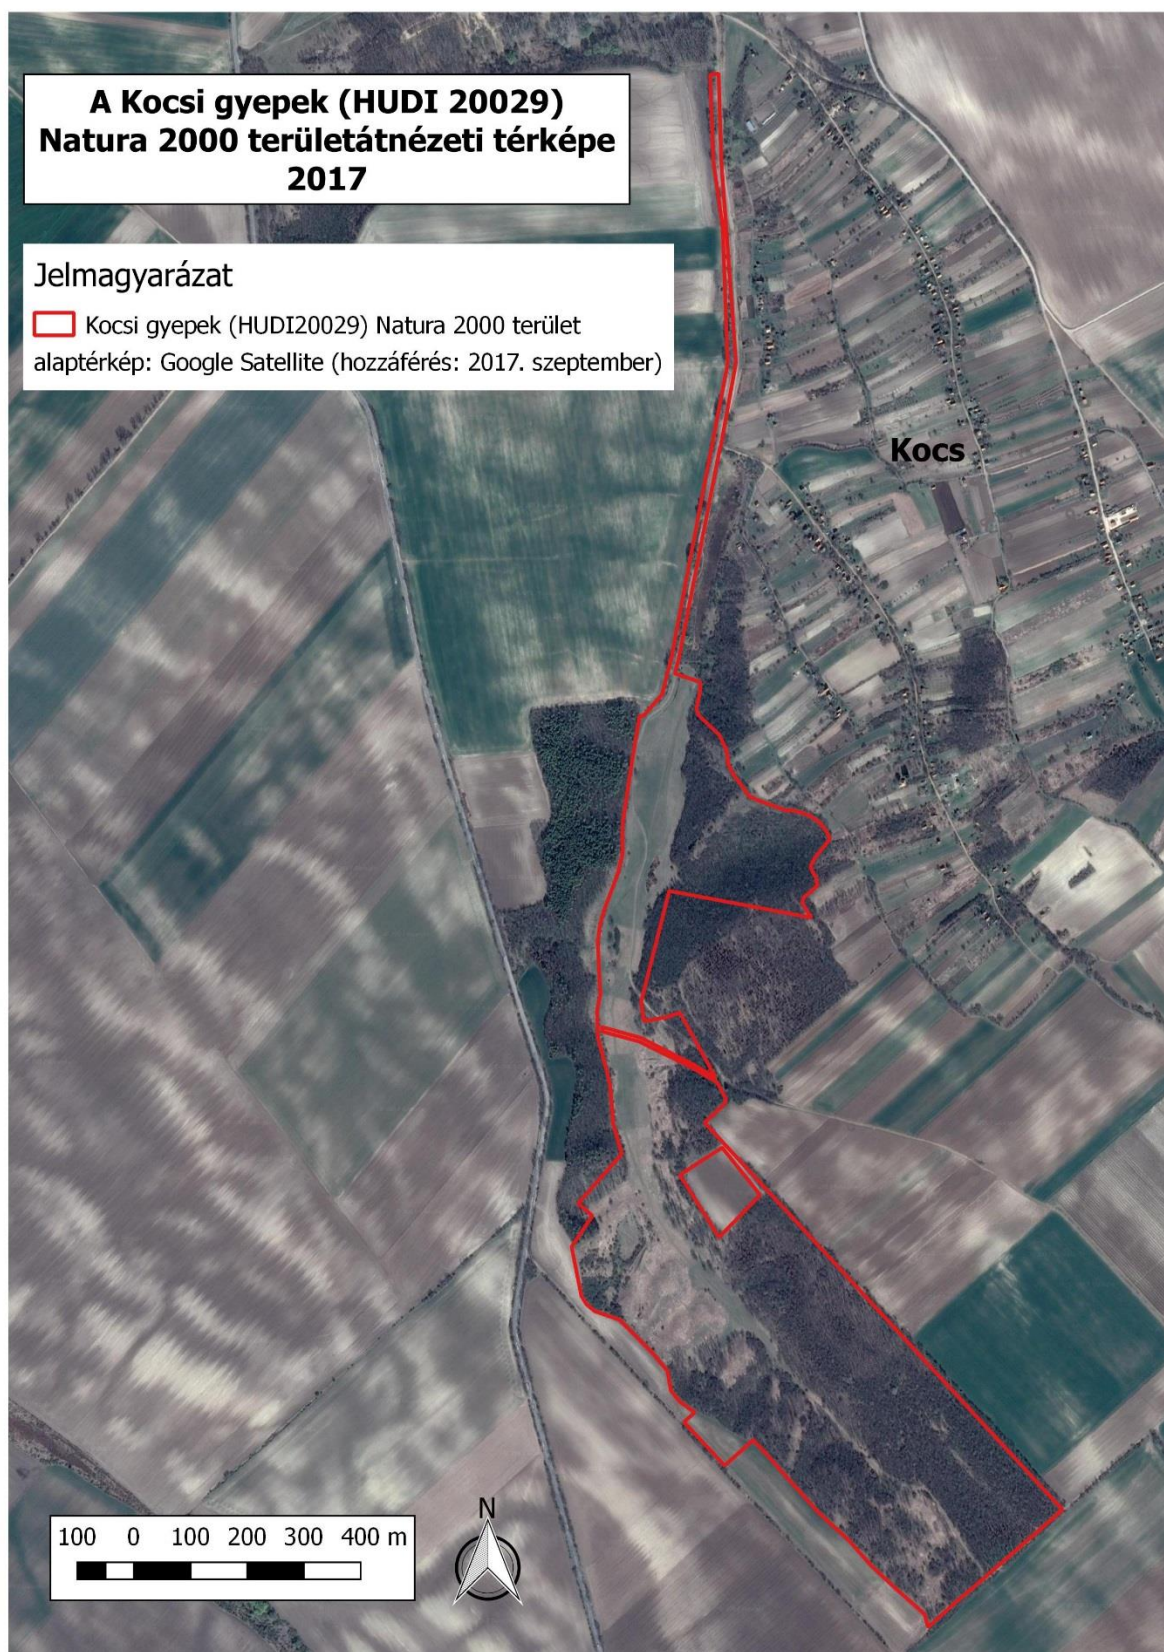 A Kocsi gyepek (HUDI 20029)
Natura 2000 területátnézeti térképe
2017
Jelmagyarázat
Kocsi gyepek (HUDI20029) Natura 2000 terület
alaptérkép: Google Satellite (hozzáférés: 2017. szeptember)
Kocs
100 0 100 200 300 400 m
N